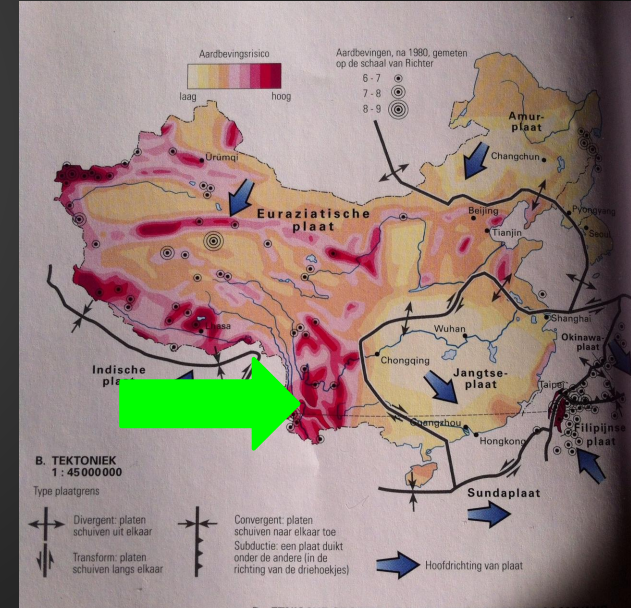 Aardbevingsrisico
laag
hoog
Aardbevingen, na 1980, gemeten
op de schaal van Richter
6 - 7
7 - 8
8 - 9
Amur-
plaat
Changchun
Ürümqi
Euraziatische
plaat
Beijing
Tianjin
Pyongyang
Seoul
Shanghai
Wuhan
Okinawa-
plaat
Chongqing
Indische
Jangtse-
plaat
Taipei
Guangzhou
Hongkong
Filipijnse
plaat
Sundaplaat
B. TEKTONIEK
1 : 45 000 000
Type plaatgrens
Divergent: platen
schuiven uit elkaar
Transform: platen
schuiven langs elkaar
Convergent: platen
schuiven naar elkaar toe
Subductie: een plaat duikt
onder de andere (in de
richting van de driehoekjes)
Hoofdrichting van plaat